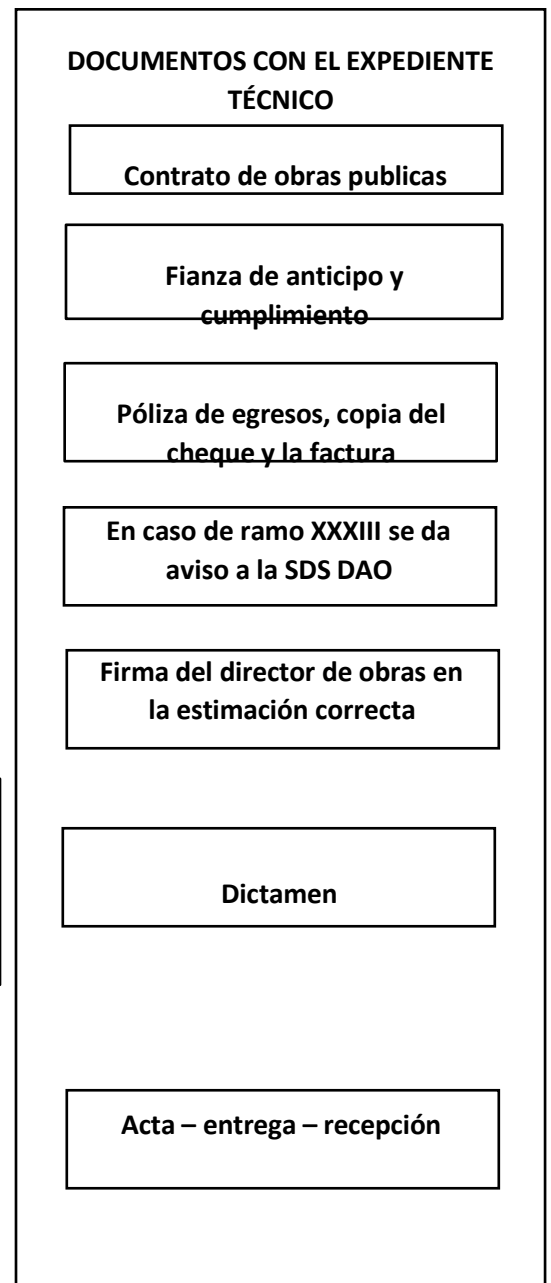 DOCUMENTOS CON EL EXPEDIENTE
TÉCNICO
Contrato de obras publicas
Fianza de anticipo y
cumplimiento
Póliza de egresos, copia del
cheque y la factura
En caso de ramo XXXIII se da
aviso a la SDS DAO
Firma del director de obras en
la estimación correcta
Dictamen
Acta – entrega – recepción